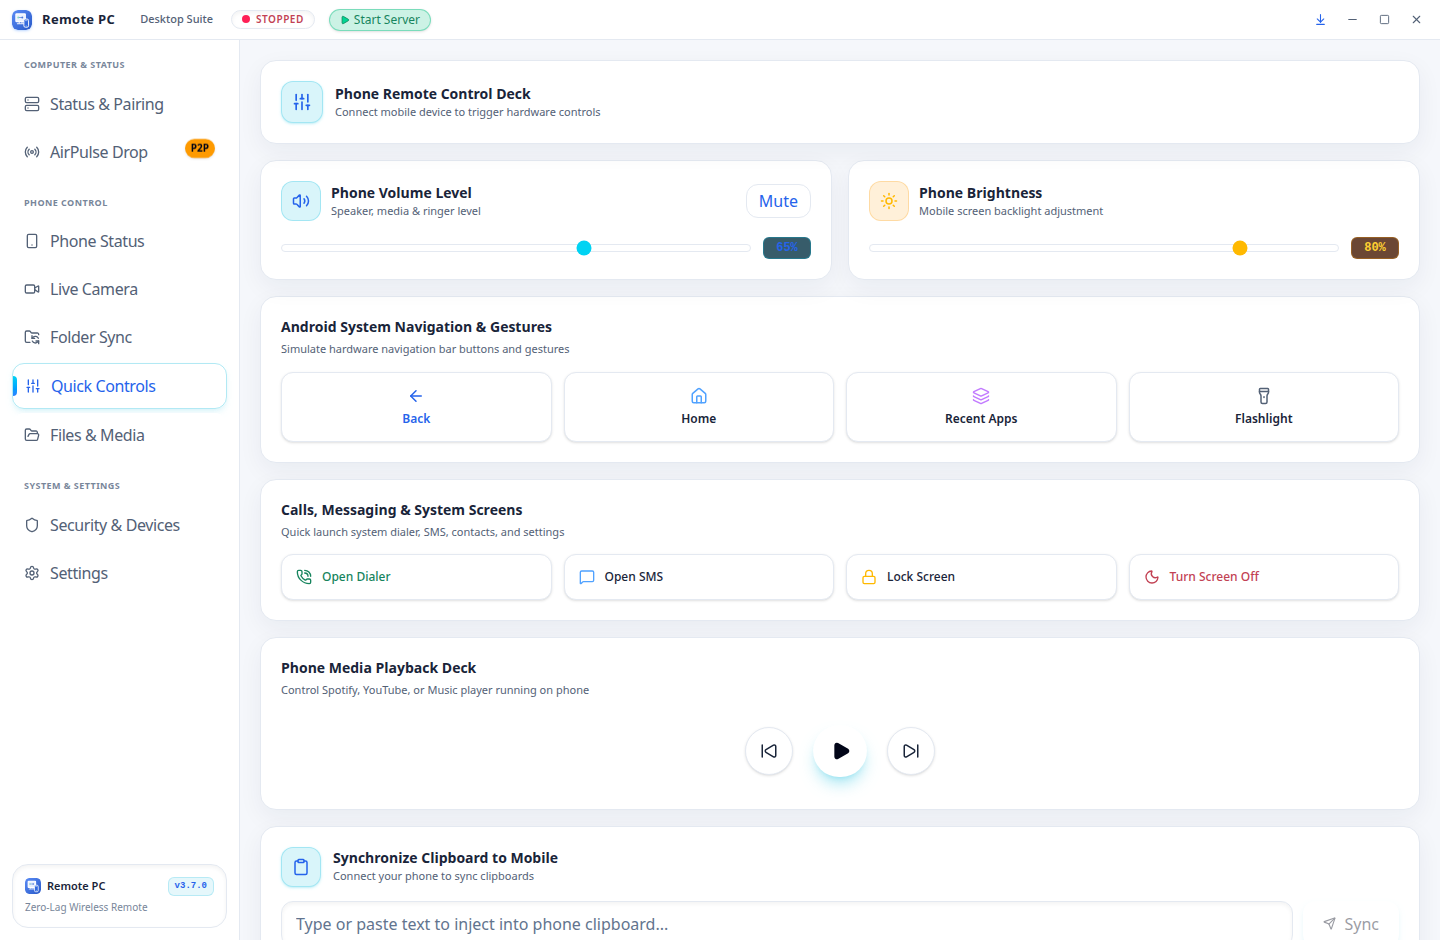 Remote PC
Desktop Suite
STOPPED
Start Server
COMPUTER & STATUS
Status & Pairing
AirPulse Drop
P2P
PHONE CONTROL
Phone Status
Live Camera
Folder Sync
Quick Controls
Files & Media
SYSTEM & SETTINGS
Security & Devices
Settings
Remote PC
v3.7.0
Zero-Lag Wireless Remote
Phone Remote Control Deck
Connect mobile device to trigger hardware controls
Phone Volume Level
Speaker, media & ringer level
Mute
65%
Phone Brightness
Mobile screen backlight adjustment
80%
Android System Navigation & Gestures
Simulate hardware navigation bar buttons and gestures
Back
Home
Recent Apps
Flashlight
Calls, Messaging & System Screens
Quick launch system dialer, SMS, contacts, and settings
Open Dialer
Open SMS
Lock Screen
Turn Screen Off
Phone Media Playback Deck
Control Spotify, YouTube, or Music player running on phone
Synchronize Clipboard to Mobile
Connect your phone to sync clipboards
Type or paste text to inject into phone clipboard...
Sync